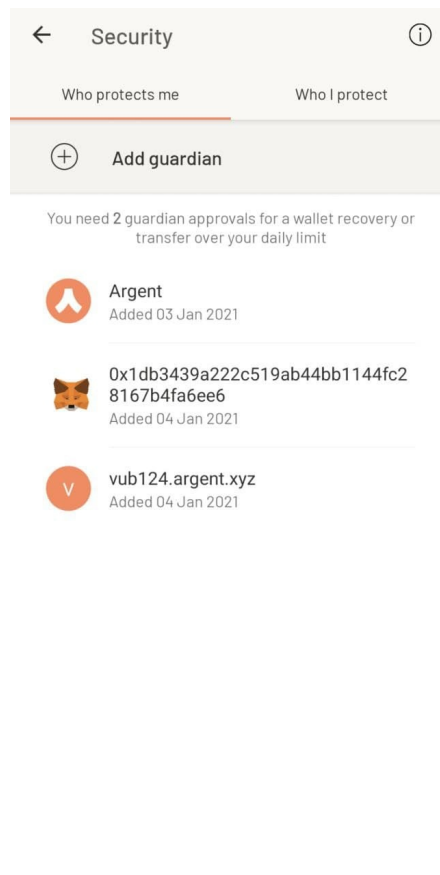 Security
Who protects me
Who I protect
Add guardian
You need 2 guardian approvals for a wallet recovery or
transfer over your daily limit
Argent
Added 03 Jan 2021
0x1db3439a222c519ab44bb1144fc2
8167b4fa6ee6
Added 04 Jan 2021
V
vub124.argent.xyz
Added 04 Jan 2021